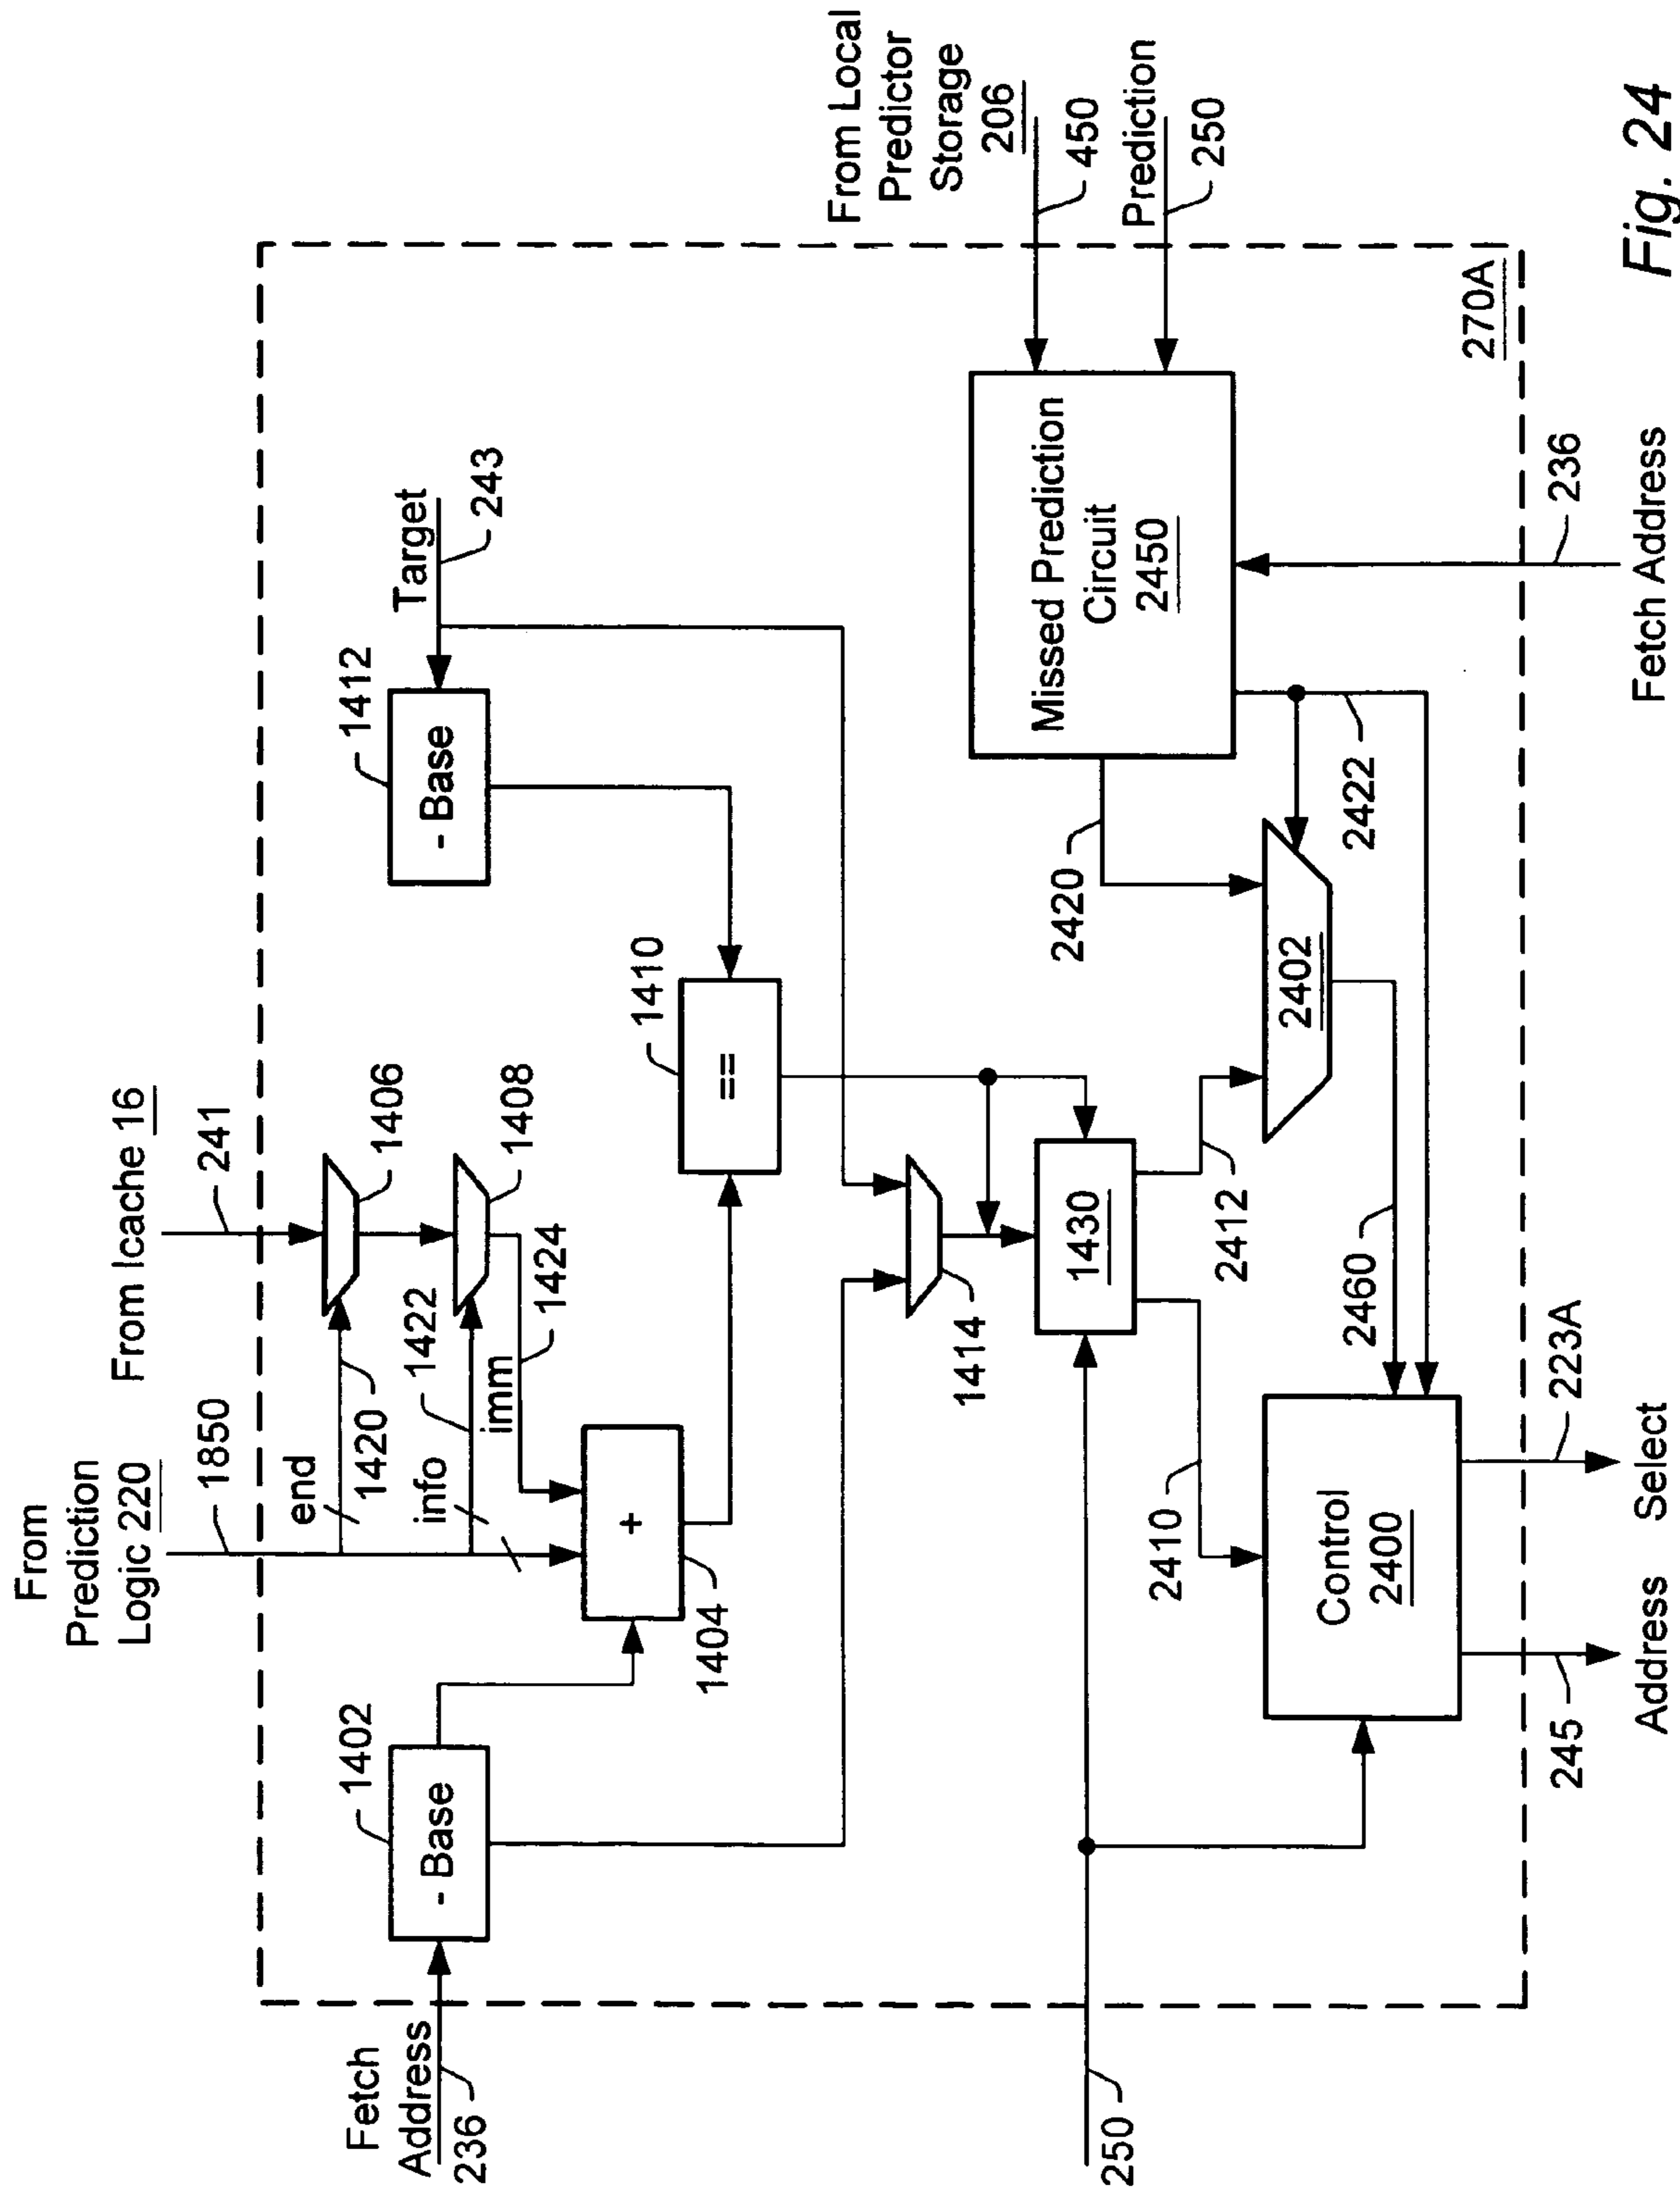 From
Prediction
Logic 220
1850
From Icache 16
241
end
1420
1406
info
1422
1408
imm
1424
Fetch
Address
236
1402
- Base
+
1404
1410
==
1412
- Base
Target
243
1414
From Local
Predictor
Storage
206
450
Prediction
250
250
1430
2410
2412
2420
Missed Prediction
Circuit
2450
2402
2422
2460
Control
2400
270A
245
Address
223A
Select
236
Fetch Address
Fig. 24